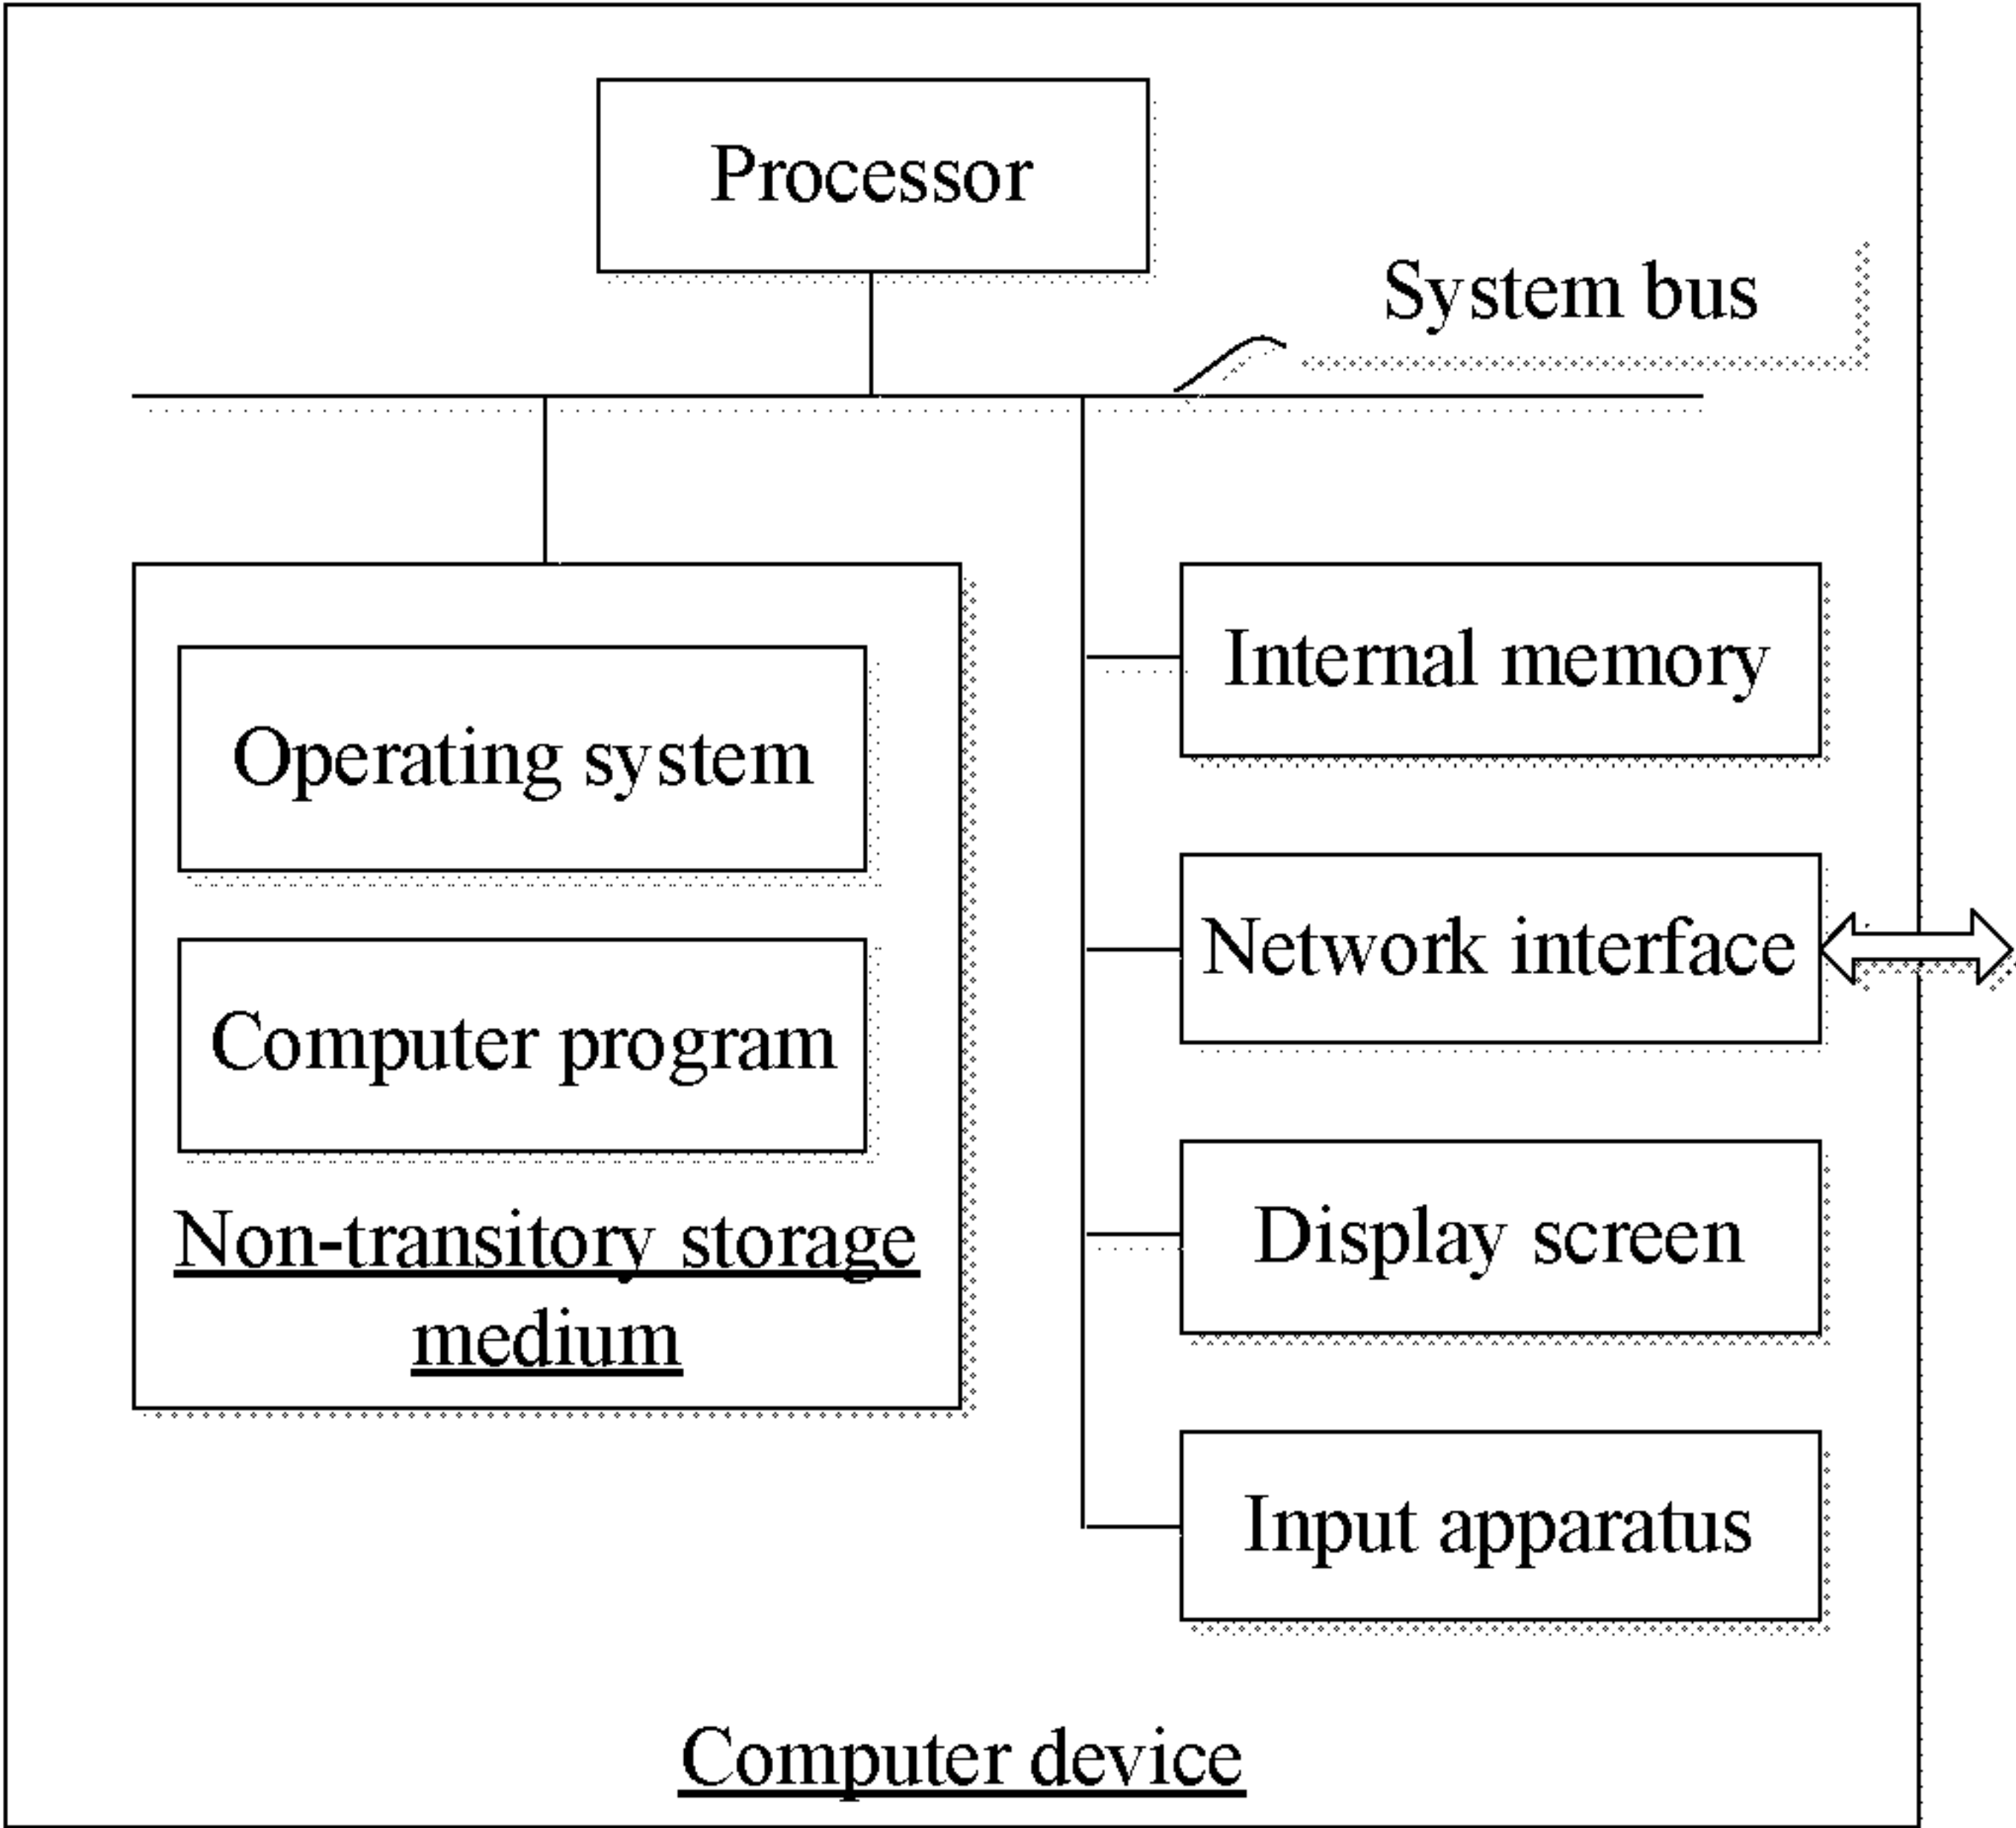 Processor
System bus
Operating system
Computer program
Non-transitory storage
medium
Internal memory
Network interface
Display screen
Input apparatus
Computer device